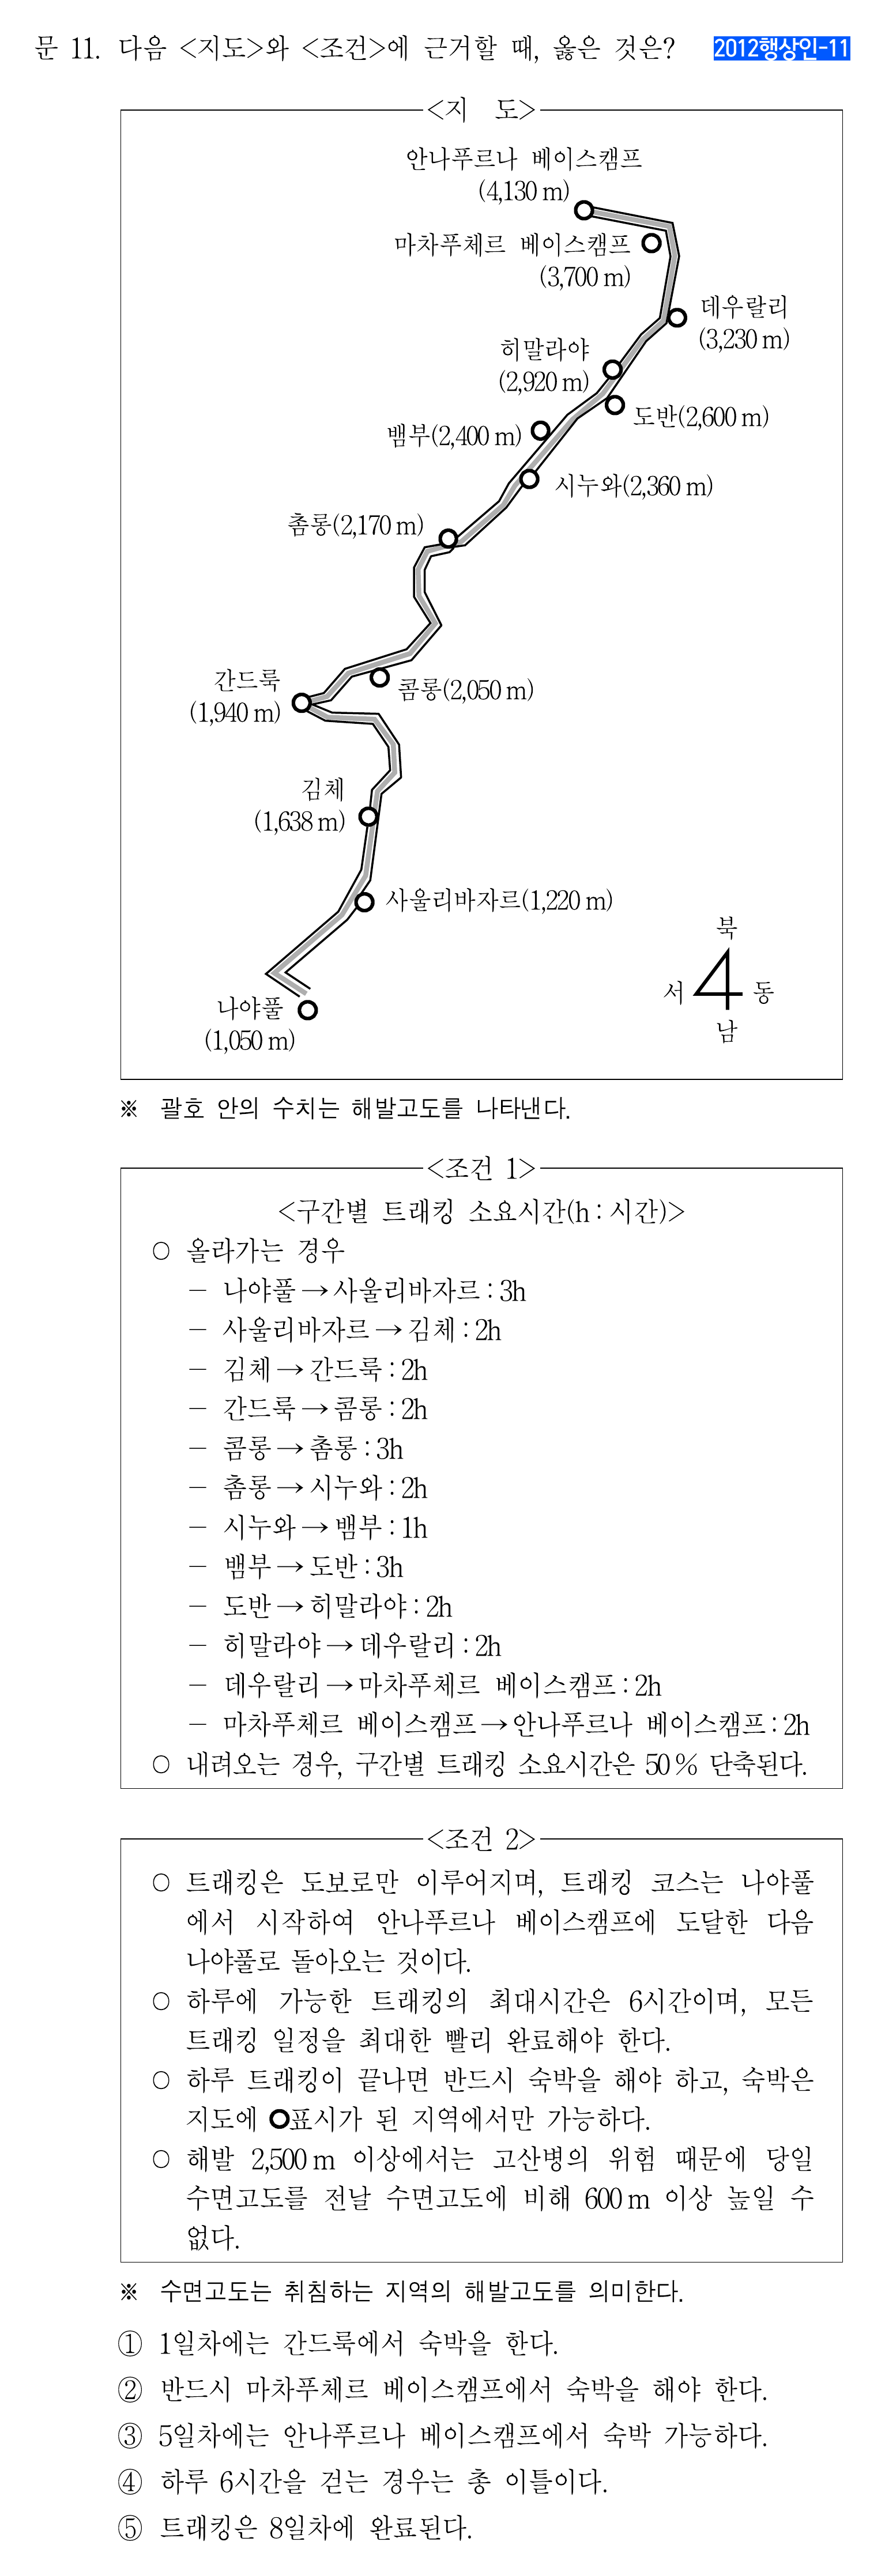 문 11. 다음 <지도>와 <조건>에 근거할 때, 옳은 것은? 2012행상인-11
<지 도>
안나푸르나 베이스캠프
(4,130 m)
마차푸체르 베이스캠프
(3,700 m)
데우랄리
(3,230 m)
히말라야
(2,920 m)
도반(2,600 m)
뱀부(2,400 m)
시누와(2,360 m)
촘롱(2,170 m)
간드룩
(1,940 m)
콤롱(2,050 m)
김체
(1,638 m)
사울리바자르(1,220 m)
북
서 동
남
나야풀
(1,050 m)
※ 괄호 안의 수치는 해발고도를 나타낸다.
<조건 1>
<구간별 트래킹 소요시간(h : 시간)>
○ 올라가는 경우
- 나야풀 → 사울리바자르 : 3h
- 사울리바자르 → 김체 : 2h
- 김체 → 간드룩 : 2h
- 간드룩 → 콤롱 : 2h
- 콤롱 → 촘롱 : 3h
- 촘롱 → 시누와 : 2h
- 시누와 → 뱀부 : 1h
- 뱀부 → 도반 : 3h
- 도반 → 히말라야 : 2h
- 히말라야 → 데우랄리 : 2h
- 데우랄리 → 마차푸체르 베이스캠프 : 2h
- 마차푸체르 베이스캠프 → 안나푸르나 베이스캠프 : 2h
○ 내려오는 경우, 구간별 트래킹 소요시간은 50 % 단축된다.
<조건 2>
○ 트래킹은 도보로만 이루어지며, 트래킹 코스는 나야풀
에서 시작하여 안나푸르나 베이스캠프에 도달한 다음
나야풀로 돌아오는 것이다.
○ 하루에 가능한 트래킹의 최대시간은 6시간이며, 모든
트래킹 일정을 최대한 빨리 완료해야 한다.
○ 하루 트래킹이 끝나면 반드시 숙박을 해야 하고, 숙박은
지도에 O표시가 된 지역에서만 가능하다.
○ 해발 2,500 m 이상에서는 고산병의 위험 때문에 당일
수면고도를 전날 수면고도에 비해 600 m 이상 높일 수
없다.
※ 수면고도는 취침하는 지역의 해발고도를 의미한다.
① 1일차에는 간드룩에서 숙박을 한다.
② 반드시 마차푸체르 베이스캠프에서 숙박을 해야 한다.
③ 5일차에는 안나푸르나 베이스캠프에서 숙박 가능하다.
④ 하루 6시간을 걷는 경우는 총 이틀이다.
⑤ 트래킹은 8일차에 완료된다.